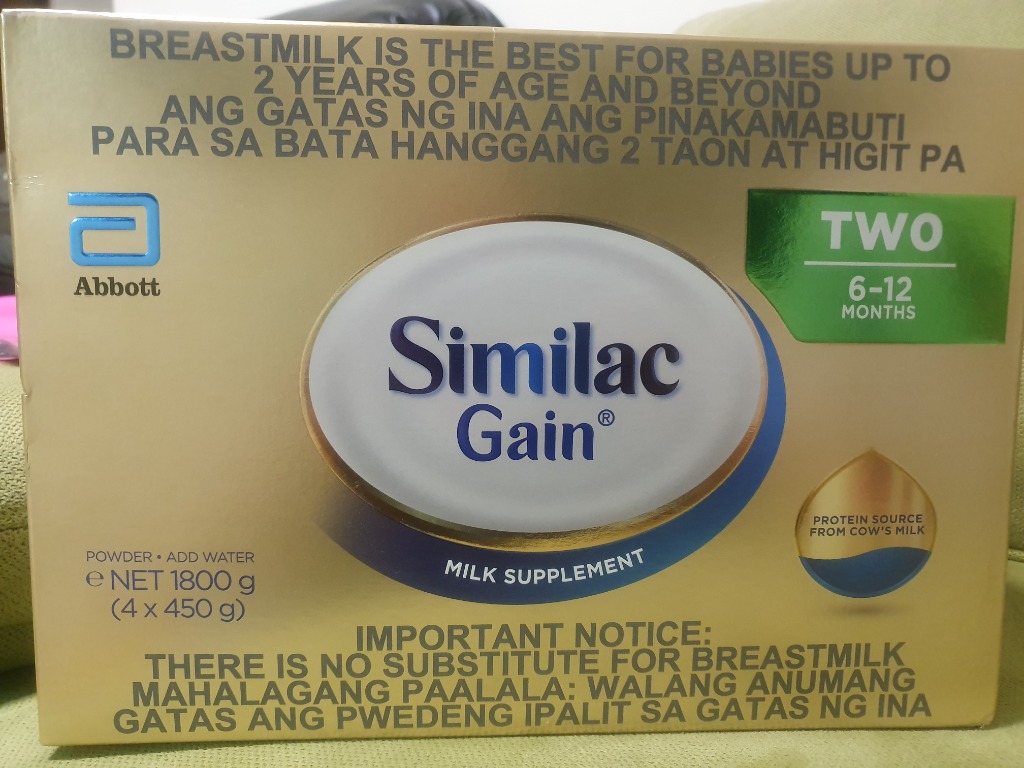 BREASTMILK IS THE BEST FOR BABIES UP TO
2 YEARS OF AGE AND BEYOND
ANG GATAS NG INA ANG PINAKAMABUTI
PARA SA BATA HANGGANG 2 TAON AT HIGIT PA
Abbott
TWO
6-12
MONTHS
Similac
Gain®
PROTEIN SOURCE
FROM COW'S MILK
POWDER • ADD WATER
℮ NET 1800 g
(4 x 450 g)
MILK SUPPLEMENT
IMPORTANT NOTICE:
THERE IS NO SUBSTITUTE FOR BREASTMILK
MAHALAGANG PAALALA: WALANG ANUMANG
GATAS ANG PWEDENG IPALIT SA GATAS NG INA